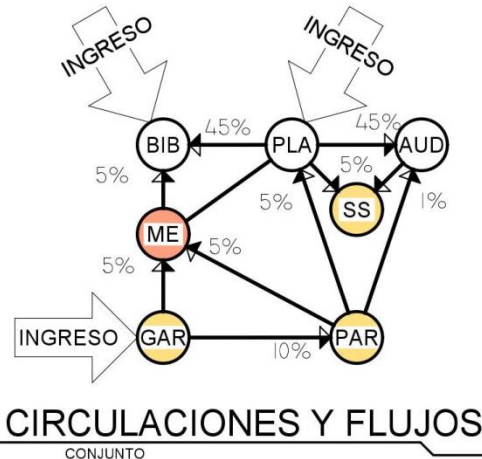 INGRESO
INGRESO
BIB
45%
PLA
45%
AUD
5%
5%
5%
SS
1%
ME
5%
5%
INGRESO
GAR
10%
PAR
CIRCULACIONES Y FLUJOS
CONJUNTO